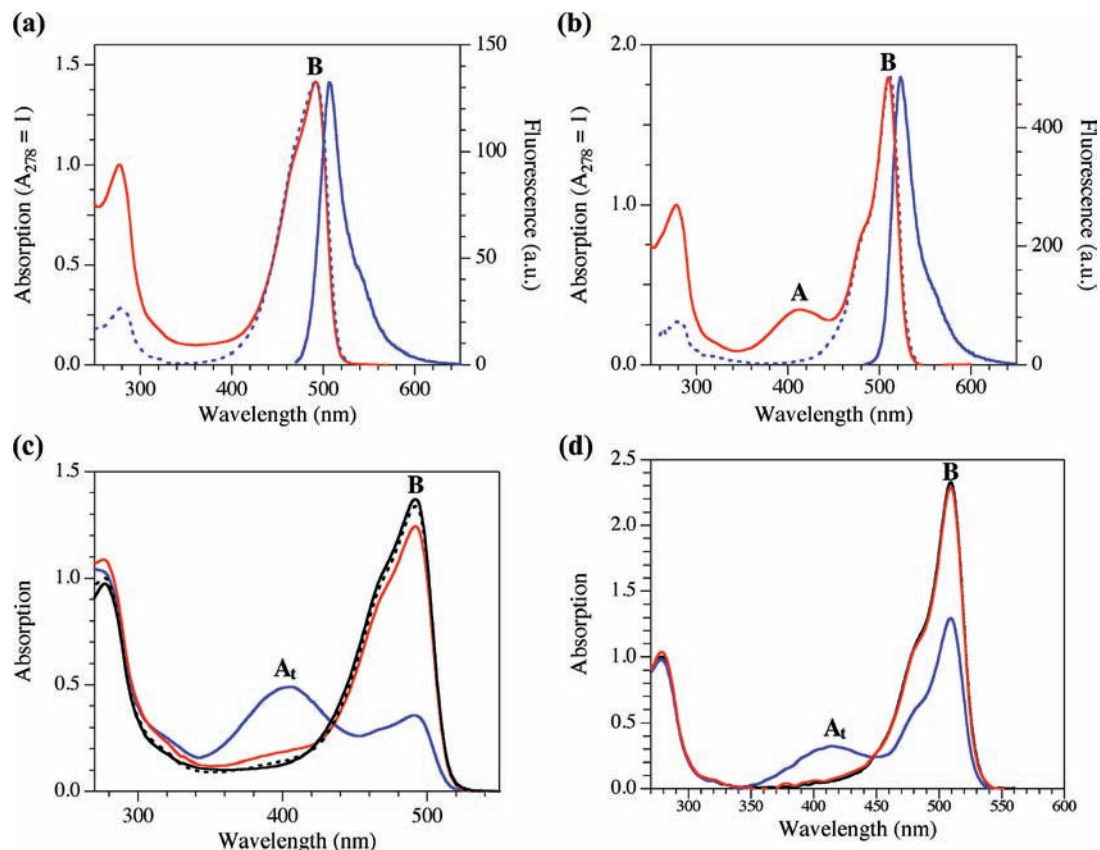 (a)
150
1.5
1.0
0.5
0.0
Absorption (A278 = 1)
B
100
50
0
Fluorescence (a.u.)
300
400
500
600
Wavelength (nm)
(b)
2.0
1.5
1.0
0.5
0.0
Absorption (A278 = 1)
A
B
400
200
0
Fluorescence (a.u.)
300
400
500
600
Wavelength (nm)
(c)
1.5
1.0
0.5
0.0
Absorption
At
B
300
400
500
Wavelength (nm)
(d)
2.5
2.0
1.5
1.0
0.5
0.0
Absorption
At
B
300
350
400
450
500
550
600
Wavelength (nm)